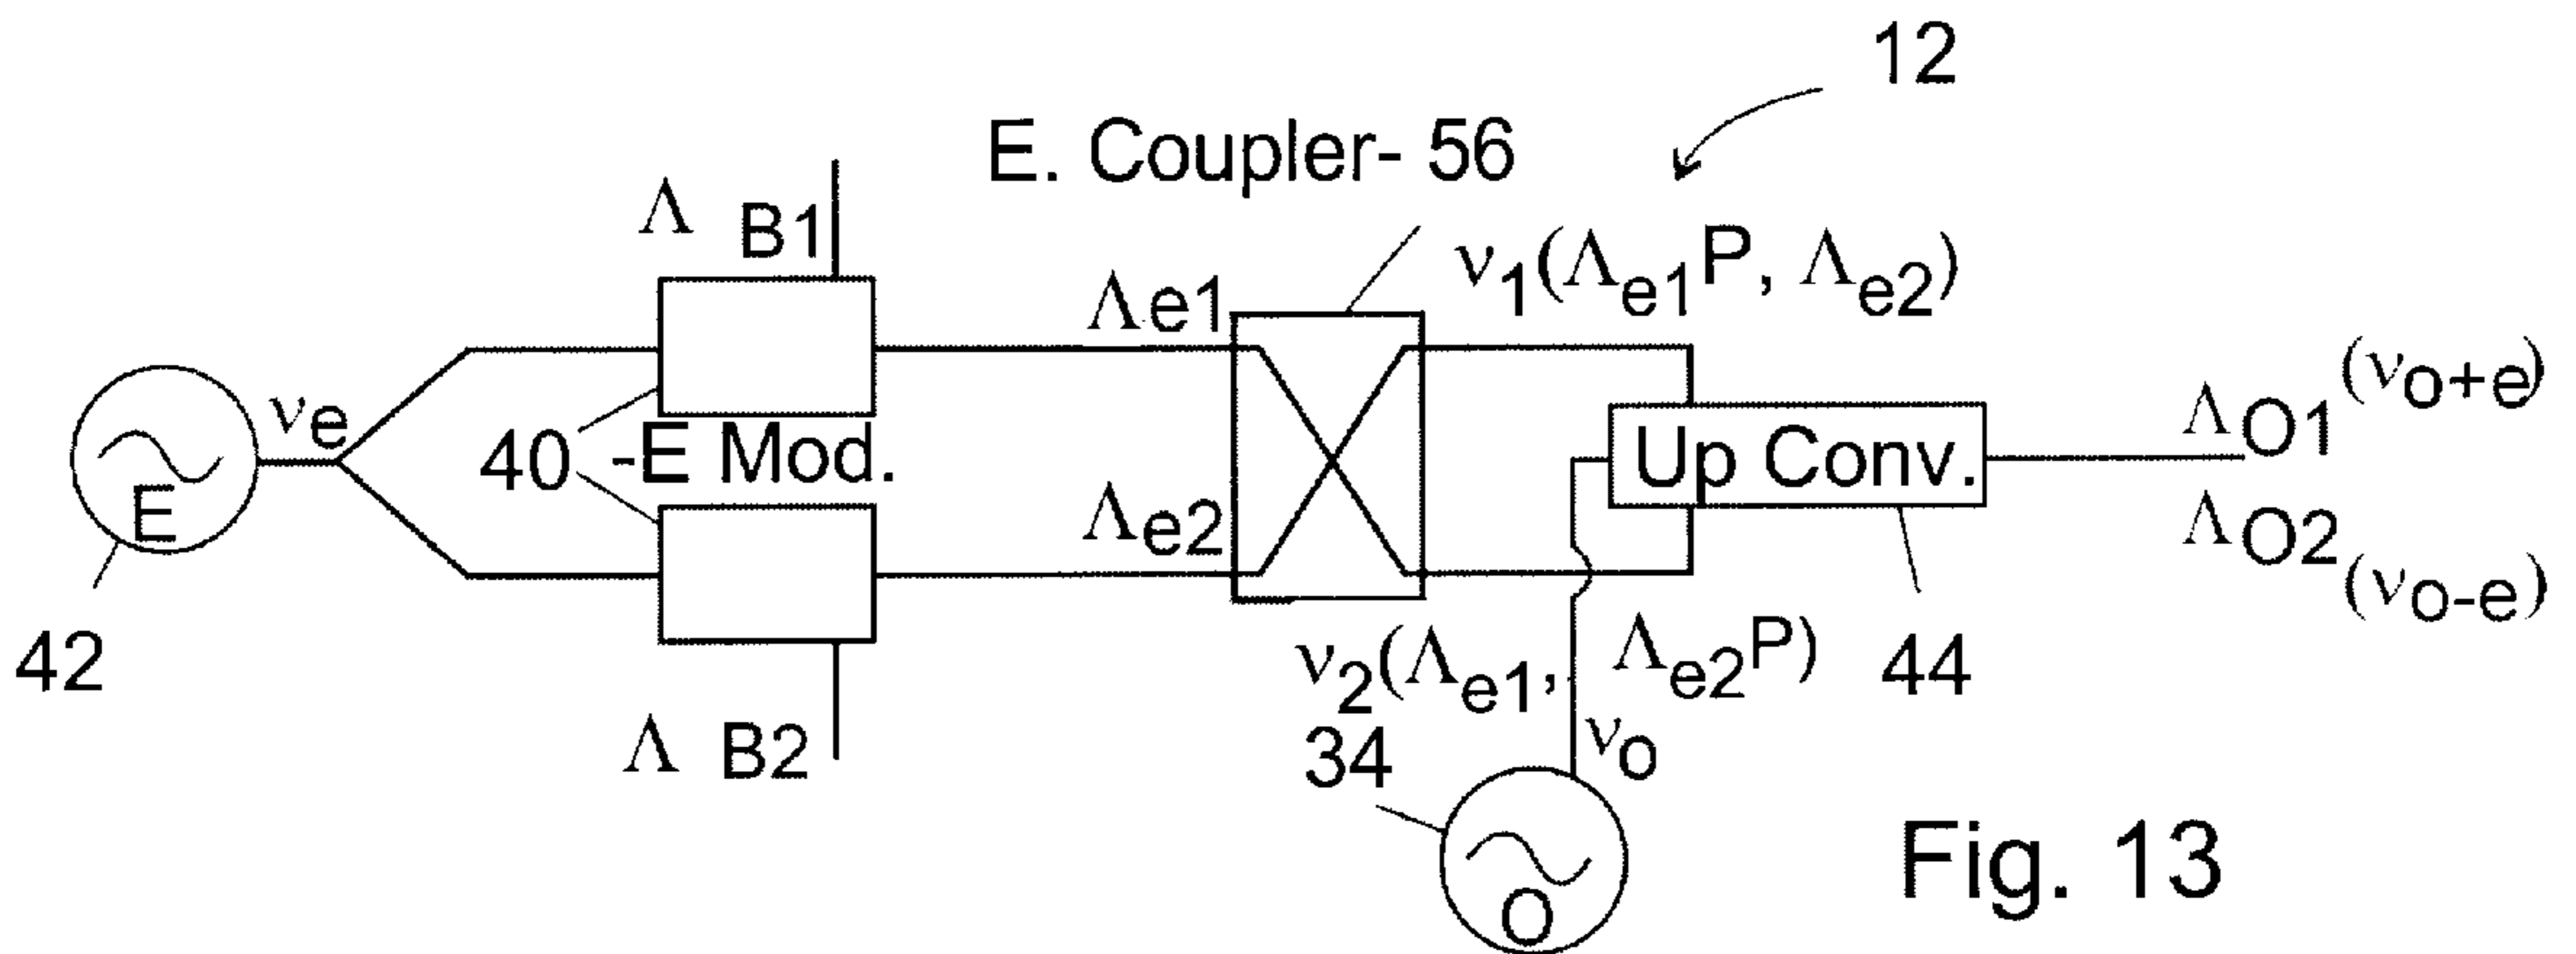 12
E. Coupler- 56
Λ B1
ν1(Λe1P, Λe2)
Λe1
ΛO1(νo+e)
νe
40 -E Mod.
Up Conv.
E
Λe2
ΛO2(νo-e)
42
ν2(Λe1, Λe2P)
44
Λ B2
34
νo
O
Fig. 13